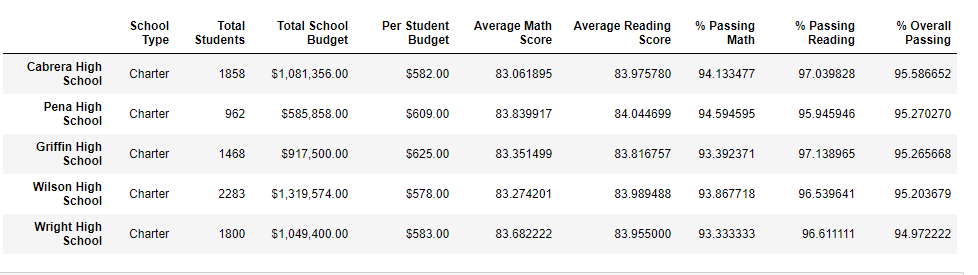 School Type Total Students Total School Budget Per Student Budget Average Math Score Average Reading Score % Passing Math % Passing Reading % Overall Passing
Cabrera High School Charter 1858 $1,081,356.00 $582.00 83.061895 83.975780 94.133477 97.039828 95.586652
Pena High School Charter 962 $585,858.00 $609.00 83.839917 84.044699 94.594595 95.945946 95.270270
Griffin High School Charter 1468 $917,500.00 $625.00 83.351499 83.816757 93.392371 97.138965 95.265668
Wilson High School Charter 2283 $1,319,574.00 $578.00 83.274201 83.989488 93.867718 96.539641 95.203679
Wright High School Charter 1800 $1,049,400.00 $583.00 83.682222 83.955000 93.333333 96.611111 94.972222